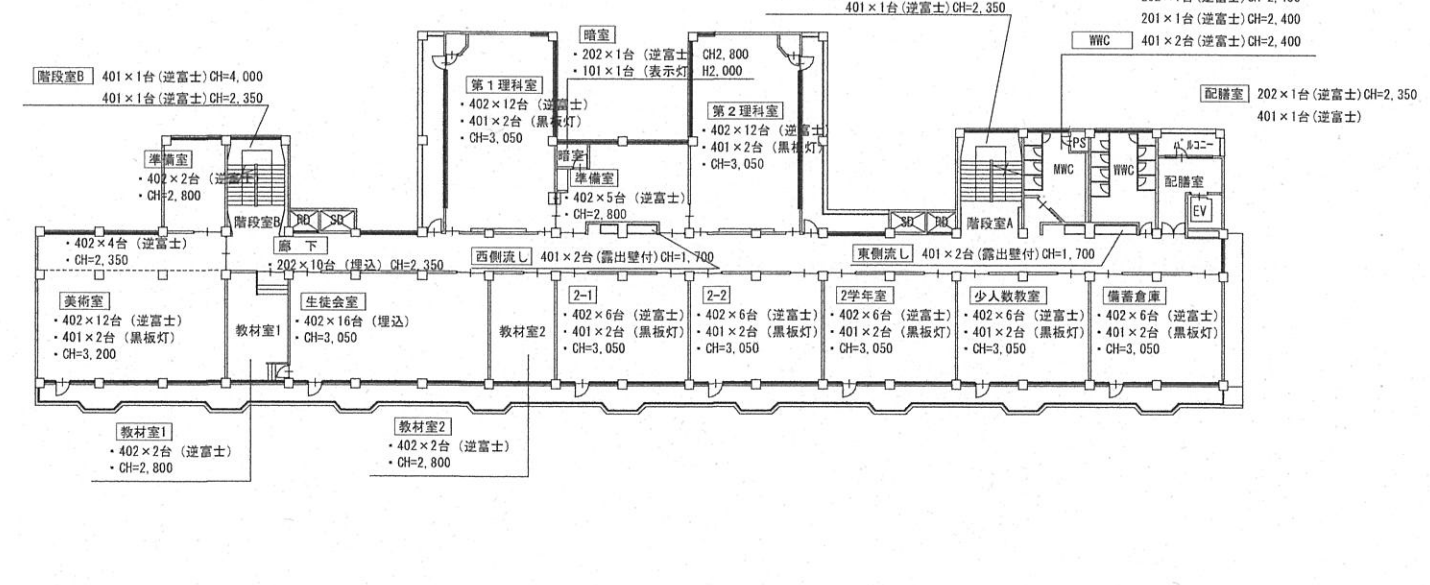 401×1台(逆富士)CH=2,350
201×1台(逆富士)CH=2,400
WWC 401×2台(逆富士)CH=2,400
階段室B 401×1台(逆富士)CH=4,000
401×1台(逆富士)CH=2,350
暗室
・202×1台(逆富士) CH2,800
・101×1台(表示灯) H2,000
配膳室 202×1台(逆富士)CH=2,350
401×1台(逆富士)
第1理科室
・402×12台(逆富士)
・401×2台(黒板灯)
・CH=3,050
第2理科室
・402×12台(逆富士)
・401×2台(黒板灯)
・CH=3,050
準備室
・402×2台(逆富士)
・CH=2,800
暗室
準備室
・402×5台(逆富士)
・CH=2,800
PS
MWC
WWC
バルコニー
配膳室
EV
階段室B
RD
SD
SD
RD
階段室A
・402×4台(逆富士)
・CH=2,350
廊 下
・202×10台(埋込) CH=2,350
西側流し 401×2台(露出壁付)CH=1,700
東側流し 401×2台(露出壁付)CH=1,700
美術室
・402×12台(逆富士)
・401×2台(黒板灯)
・CH=3,200
教材室1
生徒会室
・402×16台(埋込)
・CH=3,050
教材室2
2-1
・402×6台(逆富士)
・401×2台(黒板灯)
・CH=3,050
2-2
・402×6台(逆富士)
・401×2台(黒板灯)
・CH=3,050
2学年室
・402×6台(逆富士)
・401×2台(黒板灯)
・CH=3,050
少人数教室
・402×6台(逆富士)
・401×2台(黒板灯)
・CH=3,050
備蓄倉庫
・402×6台(逆富士)
・401×2台(黒板灯)
・CH=3,050
教材室1
・402×2台(逆富士)
・CH=2,800
教材室2
・402×2台(逆富士)
・CH=2,800